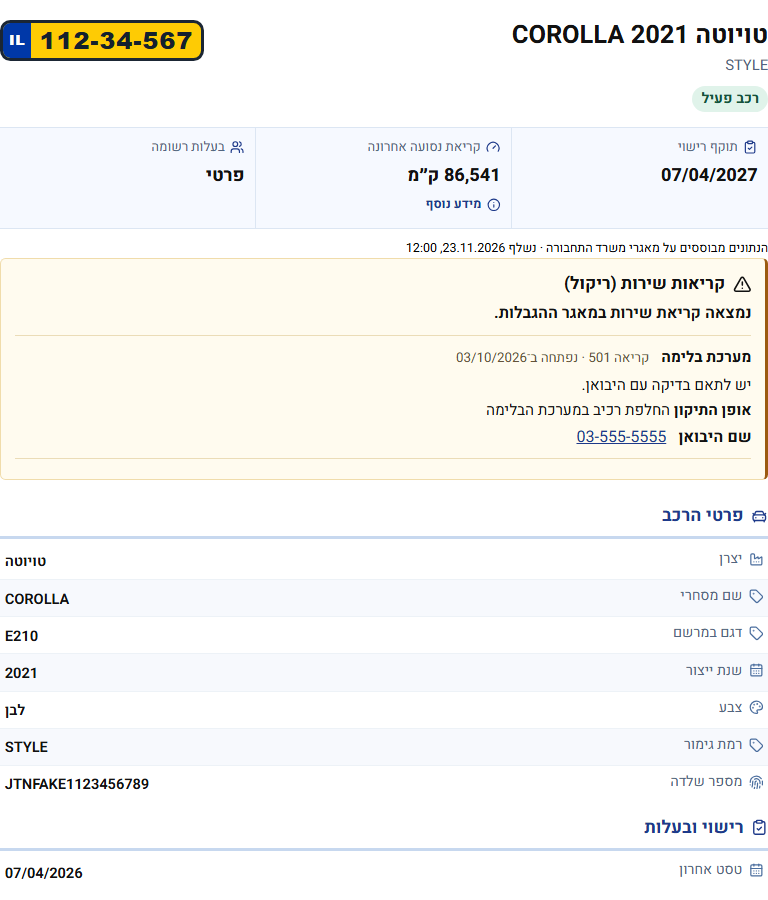 טויוטה COROLLA 2021
IL 112-34-567
STYLE
רכב פעיל
תוקף רישוי
07/04/2027
קריאת נסועה אחרונה
86,541 ק״מ
מידע נוסף
בעלות רשומה
פרטי
הנתונים מבוססים על מאגרי משרד התחבורה · נשלף 23.11.2026, 12:00
קריאות שירות (ריקול)
נמצאה קריאת שירות במאגר ההגבלות.
מערכת בלימה קריאה 501 · נפתחה ב־03/10/2026
יש לתאם בדיקה עם היבואן.
אופן התיקון החלפת רכיב במערכת הבלימה
שם היבואן 03-555-5555
פרטי הרכב
יצרן טויוטה
שם מסחרי COROLLA
דגם במרשם E210
שנת ייצור 2021
צבע לבן
רמת גימור STYLE
מספר שלדה JTNFAKE1123456789
רישוי ובעלות
טסט אחרון 07/04/2026